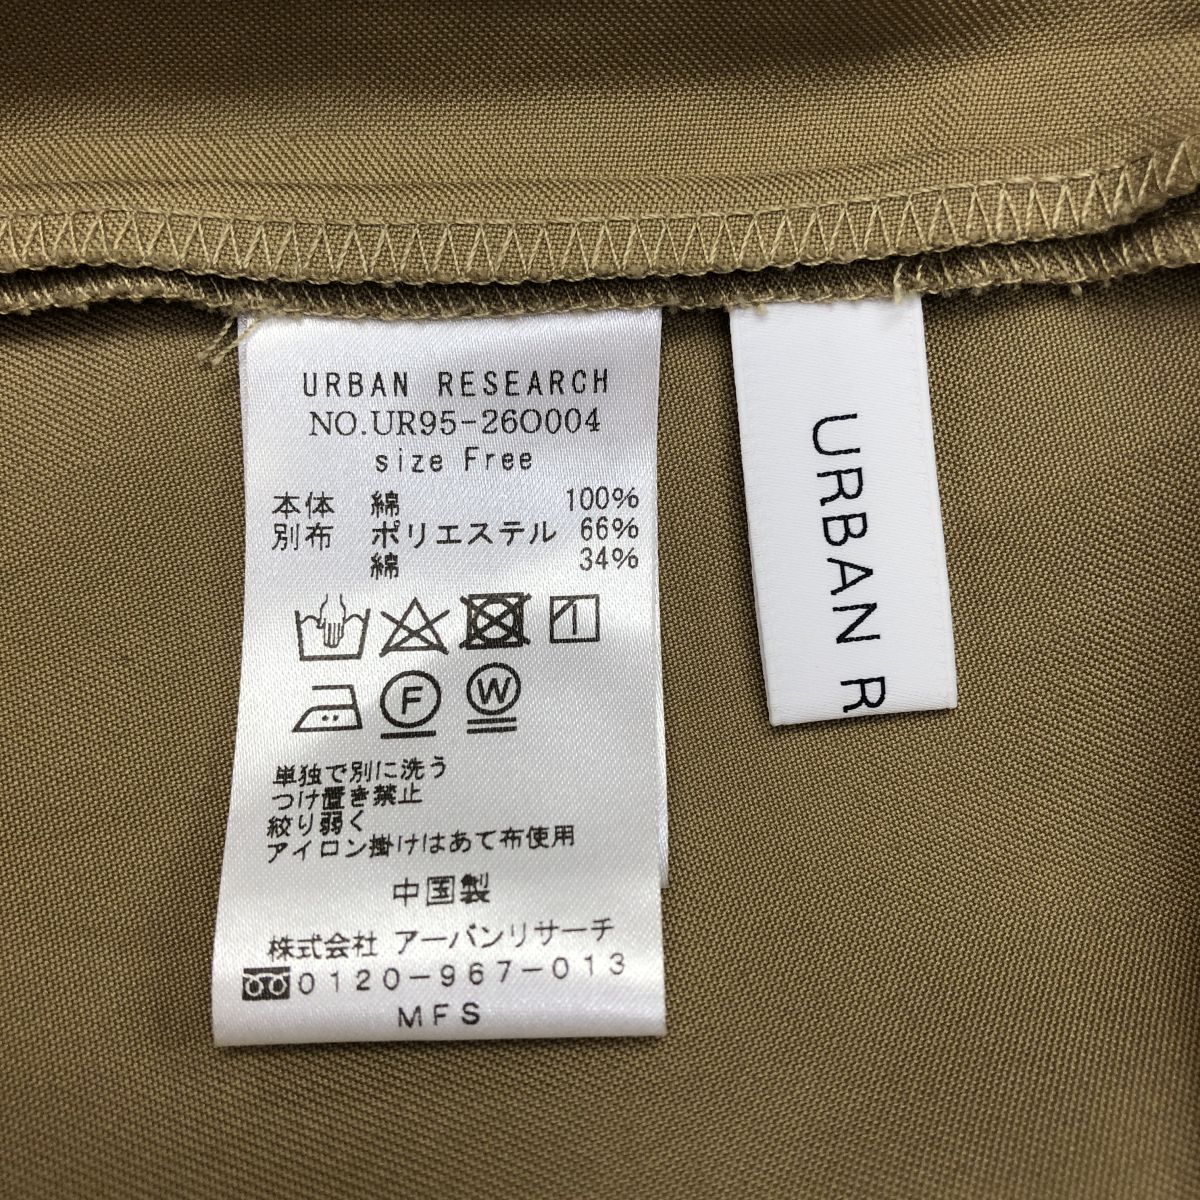 URBAN RESEARCH
NO.UR95-26O004
size Free
本体 綿 100%
別布 ポリエステル 66%
綿 34%
F W
単独で別に洗う
つけ置き禁止
絞り弱く
アイロン掛けはあて布使用
中国製
株式会社 アーバンリサーチ
0120-967-013
MFS
URBAN R